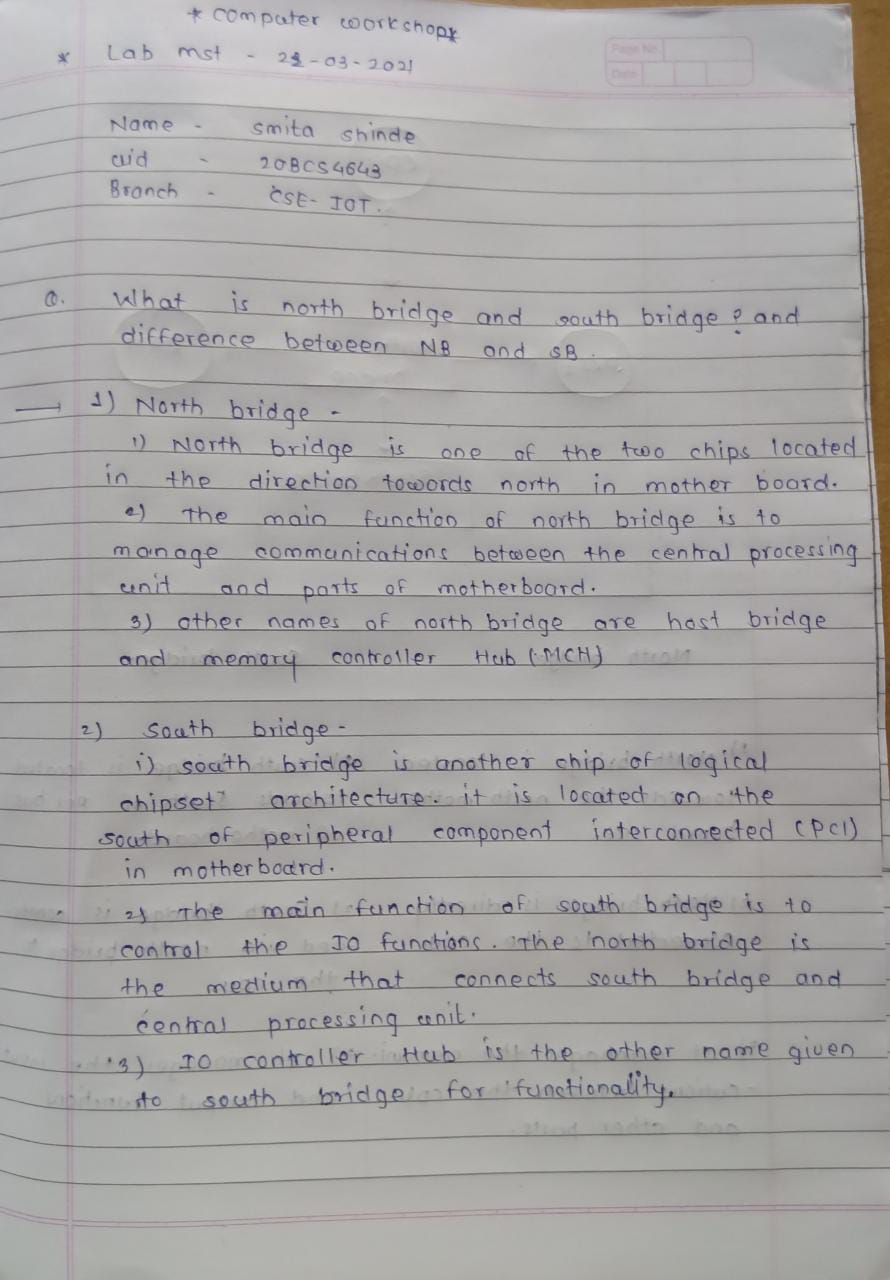 * computer workshop*
Page No.
* Lab mst - 22-03-2021
Date
Name - smita shinde
uid - 20BCS4643
Branch - CSE- IOT.
Q. What is north bridge and south bridge ? and
difference between NB and SB.
→ 1) North bridge -
1) North bridge is one of the two chips located
in the direction towords north in mother board.
2) The main function of north bridge is to
manage communications between the central processing
unit and parts of motherboard.
3) other names of north bridge are host bridge
and memory controller Hub (MCH)
2) South bridge -
i) south bridge is another chip of logical
chipset architecture. it is located on the
south of peripheral component interconnected (PCI)
in motherboard.
2) The main function of south bridge is to
control the IO functions. The north bridge is
the medium that connects south bridge and
central processing unit.
3) IO controller Hub is the other name given
to south bridge for functionality.